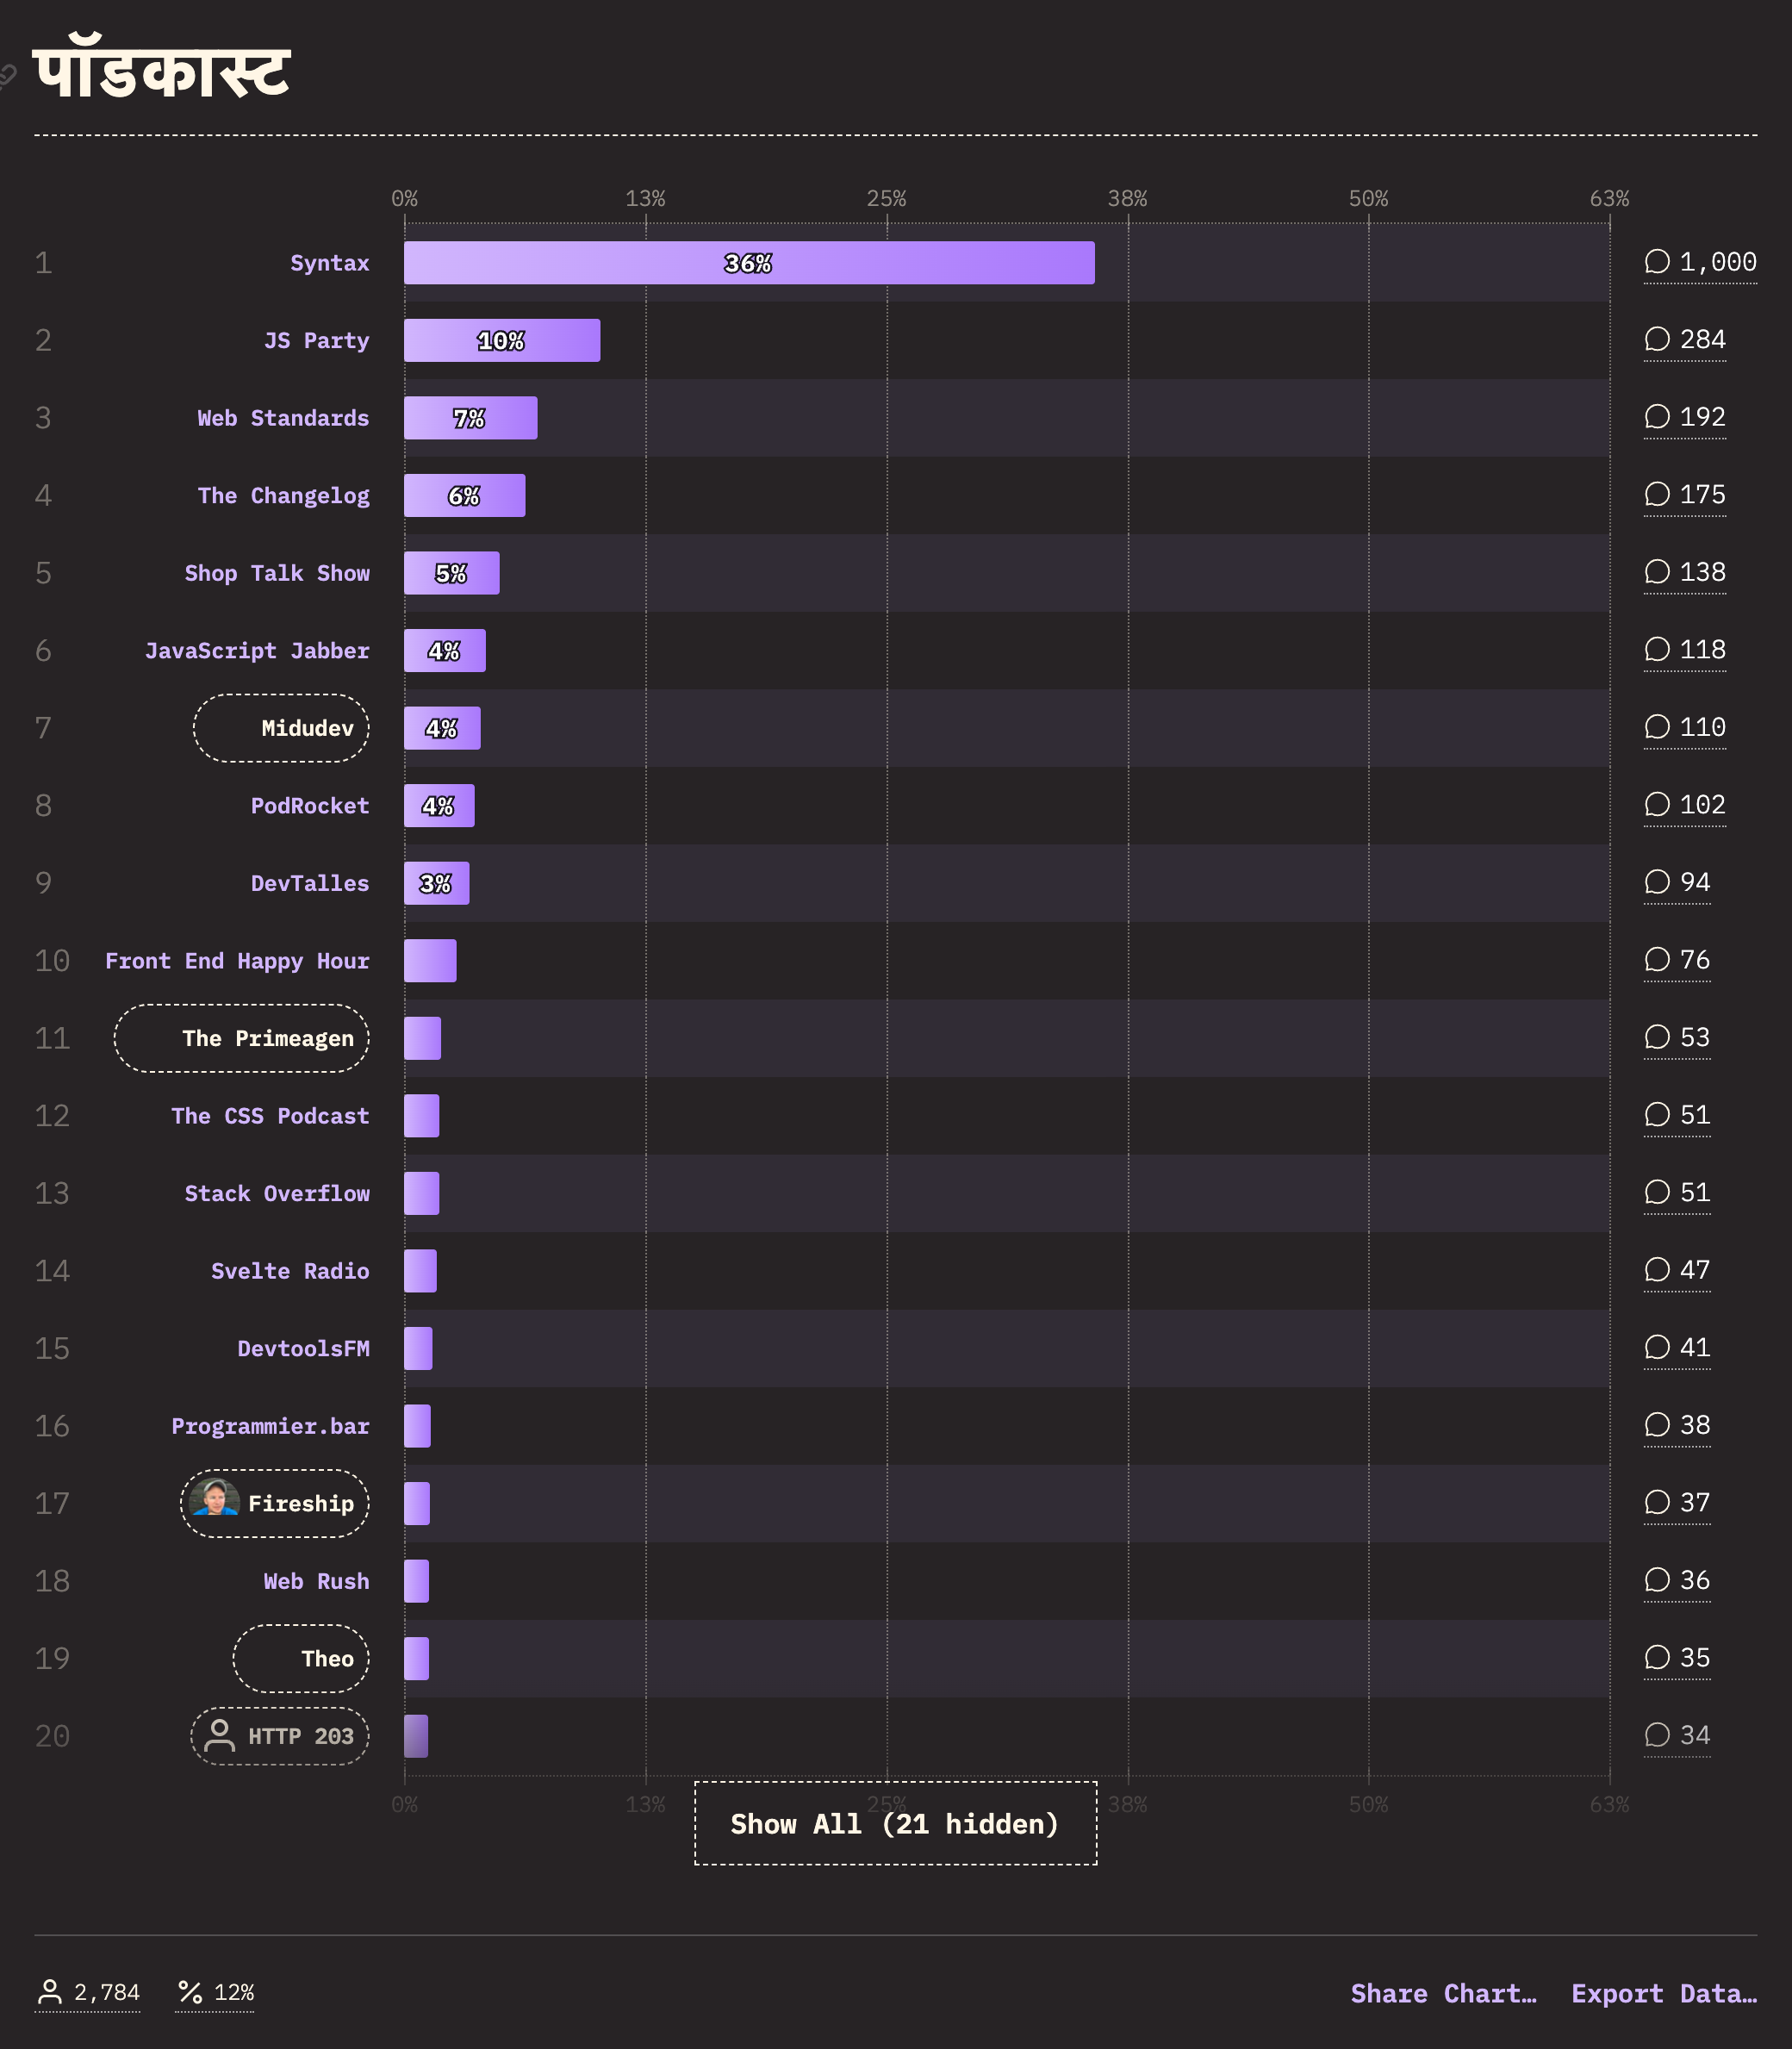 पॉडकास्ट
0% 13% 25% 38% 50% 63%
1 Syntax 36% 1,000
2 JS Party 10% 284
3 Web Standards 7% 192
4 The Changelog 6% 175
5 Shop Talk Show 5% 138
6 JavaScript Jabber 4% 118
7 Midudev 4% 110
8 PodRocket 4% 102
9 DevTalles 3% 94
10 Front End Happy Hour 76
11 The Primeagen 53
12 The CSS Podcast 51
13 Stack Overflow 51
14 Svelte Radio 47
15 DevtoolsFM 41
16 Programmier.bar 38
17 Fireship 37
18 Web Rush 36
19 Theo 35
20 HTTP 203 34
0% 13% 25% 38% 50% 63%
Show All (21 hidden)
2,784 12% Share Chart… Export Data…